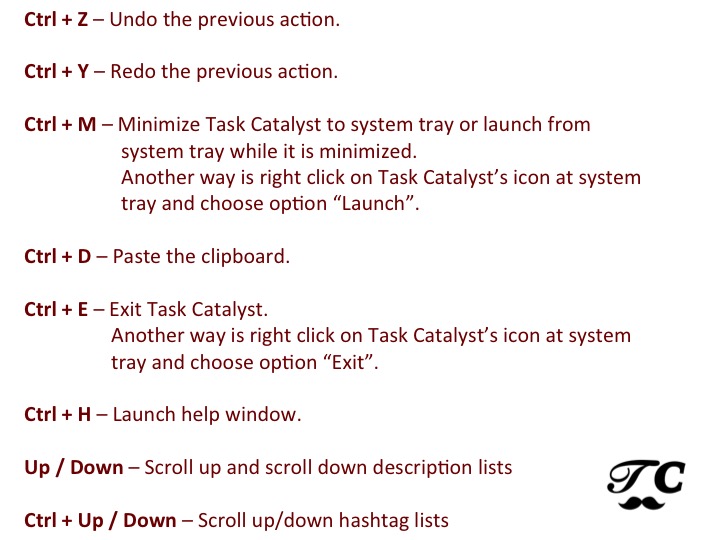 Ctrl + Z – Undo the previous action.
Ctrl + Y – Redo the previous action.
Ctrl + M – Minimize Task Catalyst to system tray or launch from
system tray while it is minimized.
Another way is right click on Task Catalyst’s icon at system
tray and choose option “Launch”.
Ctrl + D – Paste the clipboard.
Ctrl + E – Exit Task Catalyst.
Another way is right click on Task Catalyst’s icon at system
tray and choose option “Exit”.
Ctrl + H – Launch help window.
Up / Down – Scroll up and scroll down description lists
TC
Ctrl + Up / Down – Scroll up/down hashtag lists